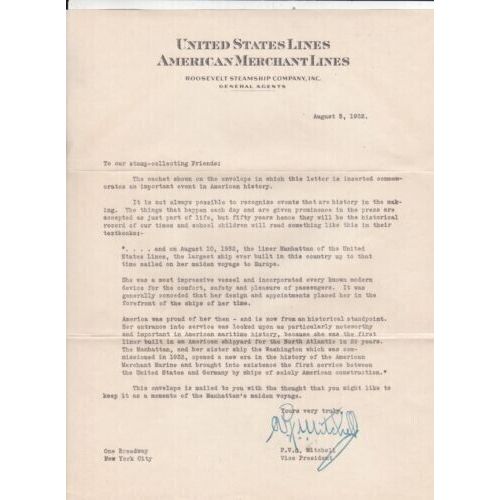 UNITED STATES LINES
AMERICAN MERCHANT LINES
ROOSEVELT STEAMSHIP COMPANY, INC.
GENERAL AGENTS
August 5, 1932.
To our stamp-collecting Friends:
The cachet shown on the envelope in which this letter is inserted commem-
orates an important event in American history.
It is not always possible to recognize events that are history in the mak-
ing. The things that happen each day and are given prominence in the press are
accepted as just part of life, but fifty years hence they will be the historical
record of our times and school children will read something like this in their
textbooks:-
". . . . and on August 10, 1932, the liner Manhattan of the United
States Lines, the largest ship ever built in this country up to that
time sailed on her maiden voyage to Europe.
She was a most impressive vessel and incorporated every known modern
device for the comfort, safety and pleasure of passengers. It was
generally conceded that her design and appointments placed her in the
forefront of the ships of her time.
America was proud of her then - and is now from an historical standpoint.
Her entrance into service was looked upon as particularly noteworthy
and important in American maritime history, because she was the first
liner built in an American shipyard for the North Atlantic in 32 years.
The Manhattan, and her sister ship the Washington which was com-
missioned in 1933, opened a new era in the history of the American
Merchant Marine and brought into existence the first service between
the United States and Germany by ships of solely American construction."
This envelope is mailed to you with the thought that you might like to
keep it as a memento of the Manhattan's maiden voyage.
Yours very truly,
P.V.G. Mitchell
One Broadway P.V.G. Mitchell
New York City Vice President